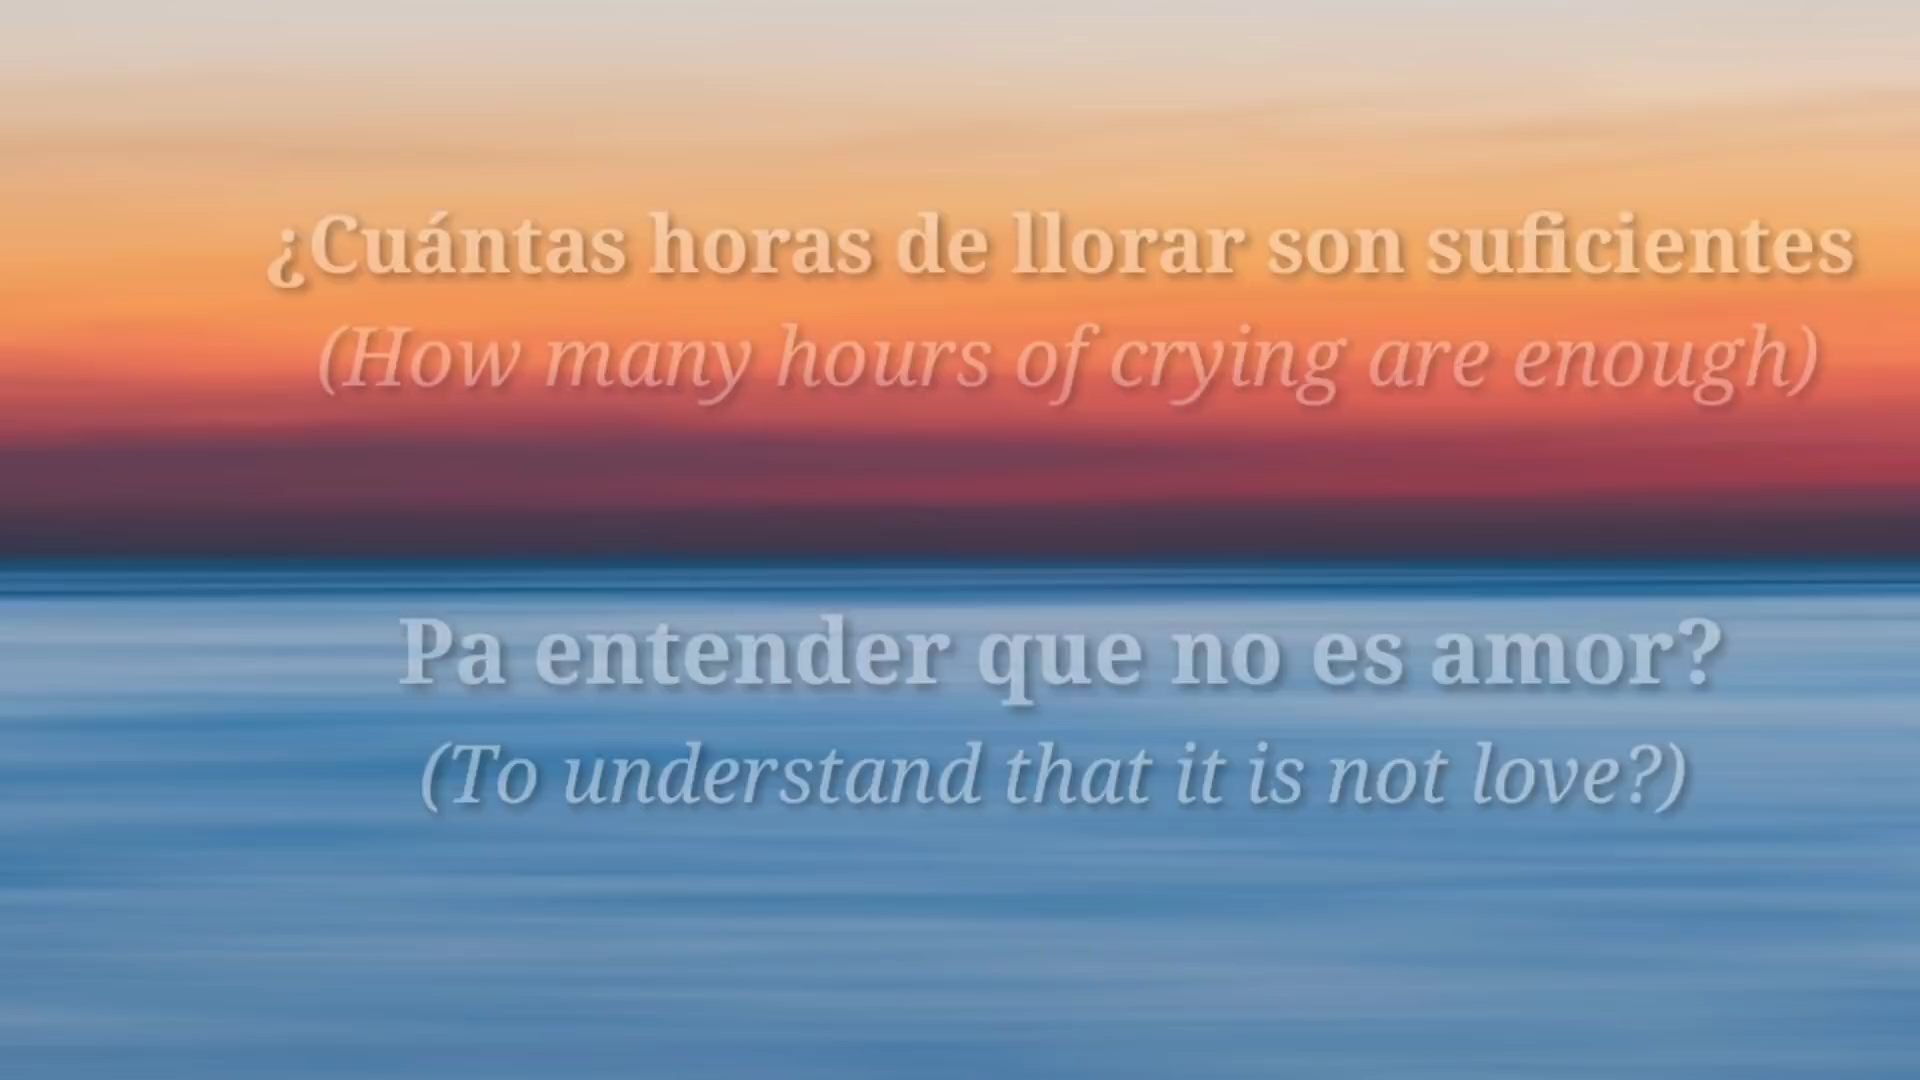 ¿Cuántas horas de llorar son suficientes
(How many hours of crying are enough)
Pa entender que no es amor?
(To understand that it is not love?)